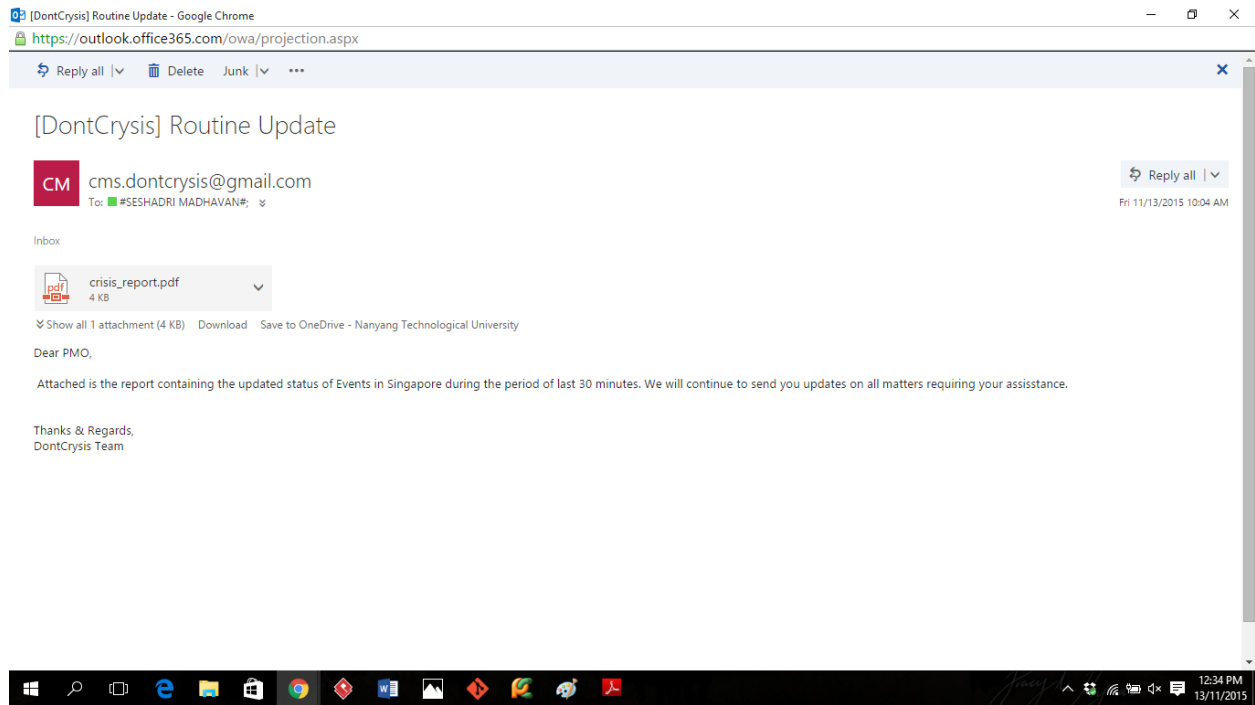 [DontCrysis] Routine Update - Google Chrome
https://outlook.office365.com/owa/projection.aspx
Reply all Delete Junk
[DontCrysis] Routine Update
CM
cms.dontcrysis@gmail.com
Reply all
To: #SESHADRI MADHAVAN#;
Fri 11/13/2015 10:04 AM
Inbox
pdf
crisis_report.pdf
4 KB
Show all 1 attachment (4 KB) Download Save to OneDrive - Nanyang Technological University
Dear PMO,
Attached is the report containing the updated status of Events in Singapore during the period of last 30 minutes. We will continue to send you updates on all matters requiring your assisstance.
Thanks & Regards,
DontCrysis Team
12:34 PM
13/11/2015